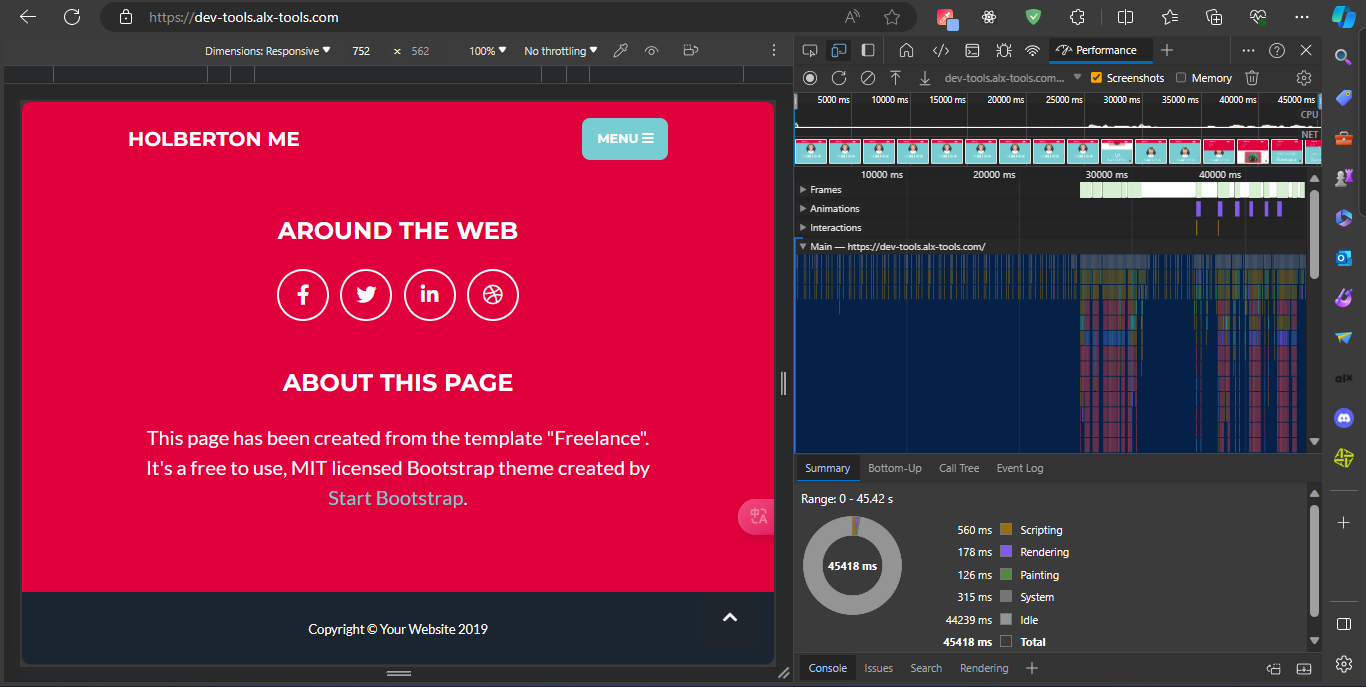 https://dev-tools.alx-tools.com
Dimensions: Responsive 752 × 562 100% No throttling
HOLBERTON ME
MENU
AROUND THE WEB
ABOUT THIS PAGE
This page has been created from the template "Freelance".
It's a free to use, MIT licensed Bootstrap theme created by
Start Bootstrap.
Copyright © Your Website 2019
Performance
dev-tools.alx-tools.com... Screenshots Memory
5000 ms 10000 ms 15000 ms 20000 ms 25000 ms 30000 ms 35000 ms 40000 ms 45000 ms
CPU
NET
10000 ms 20000 ms 30000 ms 40000 ms
Frames
Animations
Interactions
Main — https://dev-tools.alx-tools.com/
Summary Bottom-Up Call Tree Event Log
Range: 0 - 45.42 s
45418 ms
560 ms Scripting
178 ms Rendering
126 ms Painting
315 ms System
44239 ms Idle
45418 ms Total
Console Issues Search Rendering
alx